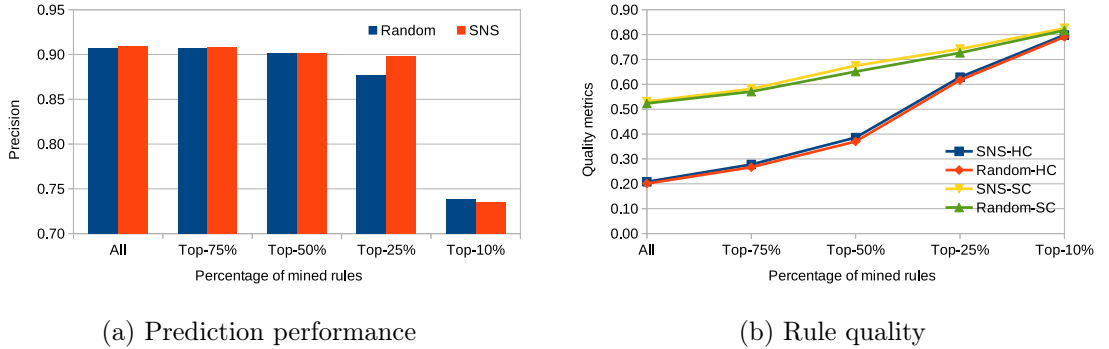 0.95
0.90
0.85
0.80
0.75
0.70
Precision
Random
SNS
All
Top-75%
Top-50%
Top-25%
Top-10%
Percentage of mined rules
(a) Prediction performance
0.90
0.80
0.70
0.60
0.50
0.40
0.30
0.20
0.10
0.00
Quality metrics
SNS-HC
Random-HC
SNS-SC
Random-SC
All
Top-75%
Top-50%
Top-25%
Top-10%
Percentage of mined rules
(b) Rule quality